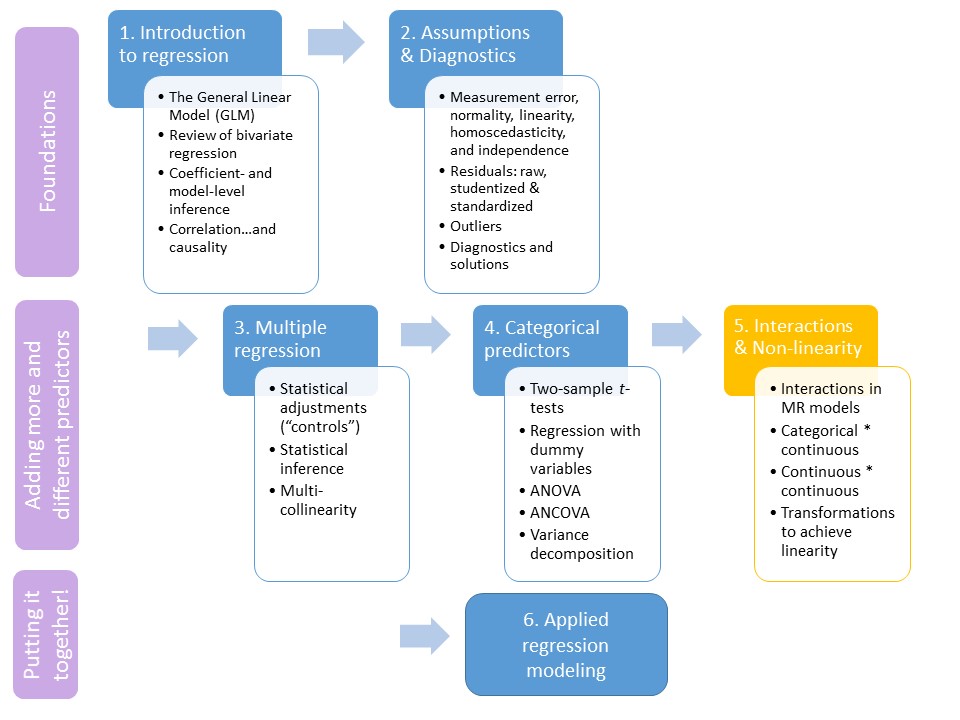 Foundations
1. Introduction
to regression
• The General Linear
Model (GLM)
• Review of bivariate
regression
• Coefficient- and
model-level
inference
• Correlation…and
causality
2. Assumptions
& Diagnostics
• Measurement error,
normality, linearity,
homoscedasticity,
and independence
• Residuals: raw,
studentized &
standardized
• Outliers
• Diagnostics and
solutions
Adding more and
different predictors
3. Multiple
regression
• Statistical
adjustments
(“controls”)
• Statistical
inference
• Multi-
collinearity
4. Categorical
predictors
• Two-sample t-
tests
• Regression with
dummy
variables
• ANOVA
• ANCOVA
• Variance
decomposition
5. Interactions
& Non-linearity
• Interactions in
MR models
• Categorical *
continuous
• Continuous *
continuous
• Transformations
to achieve
linearity
Putting it
together!
6. Applied
regression
modeling